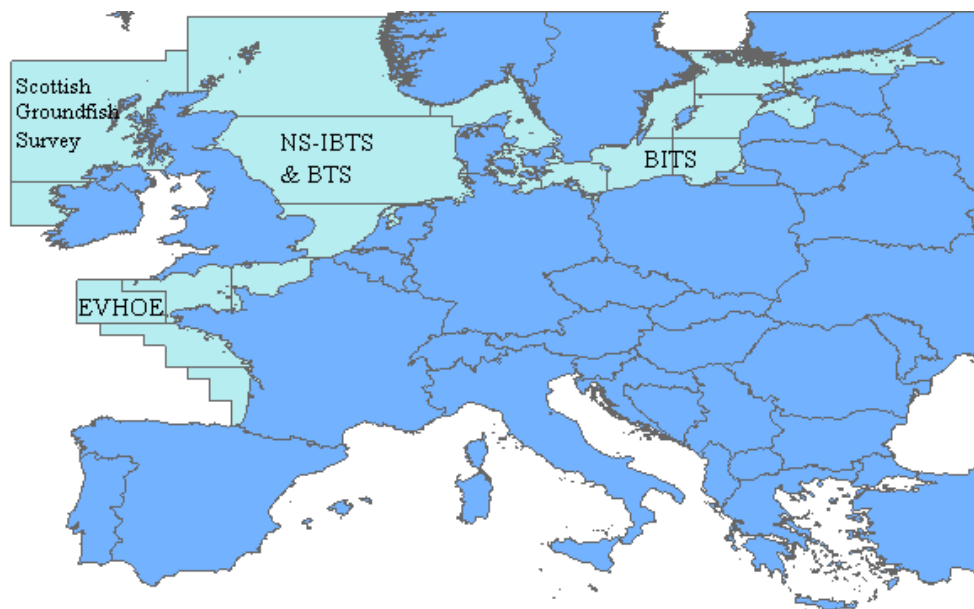 Scottish
Groundfish
Survey
NS-IBTS
& BTS
BITS
EVHOE